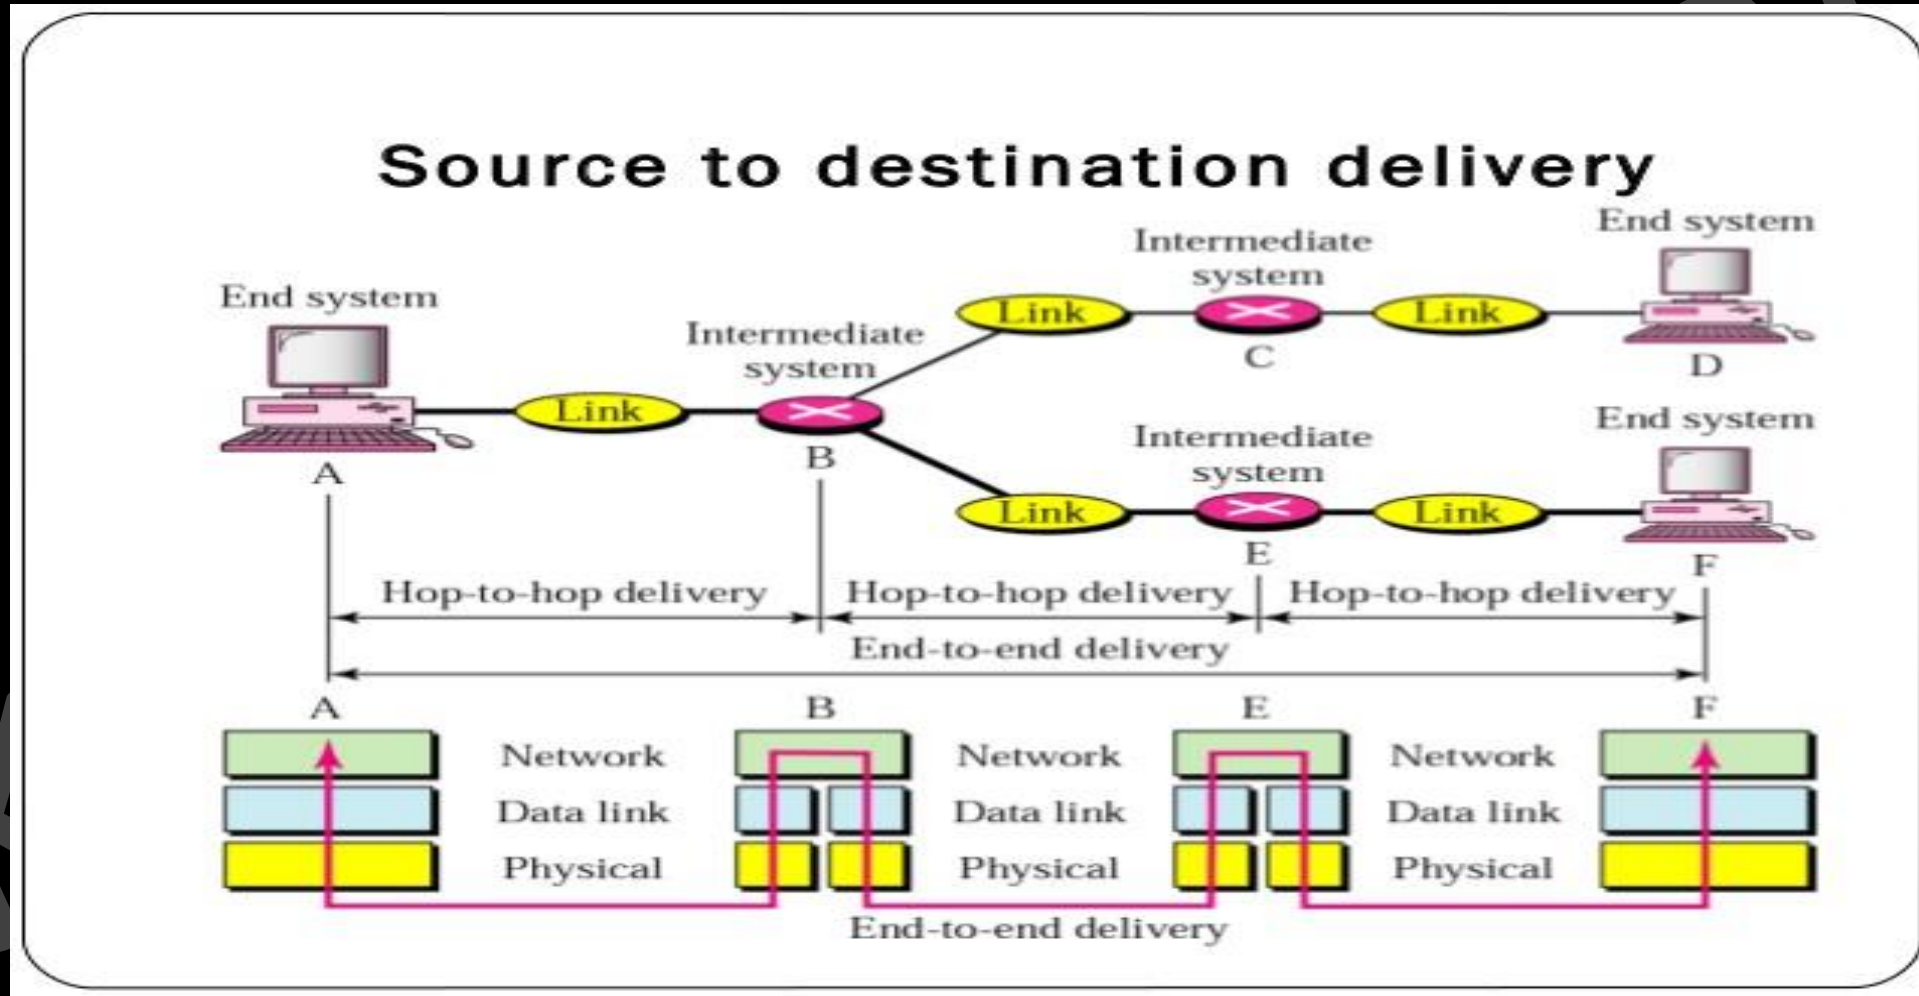 Source to destination delivery
End system
Intermediate
system
End system
Intermediate
system
Link
Link
C
D
Link
A
B
Intermediate
system
End system
Link
Link
E
F
Hop-to-hop delivery
Hop-to-hop delivery
Hop-to-hop delivery
End-to-end delivery
A
B
E
F
Network
Network
Network
Data link
Data link
Data link
Physical
Physical
Physical
End-to-end delivery